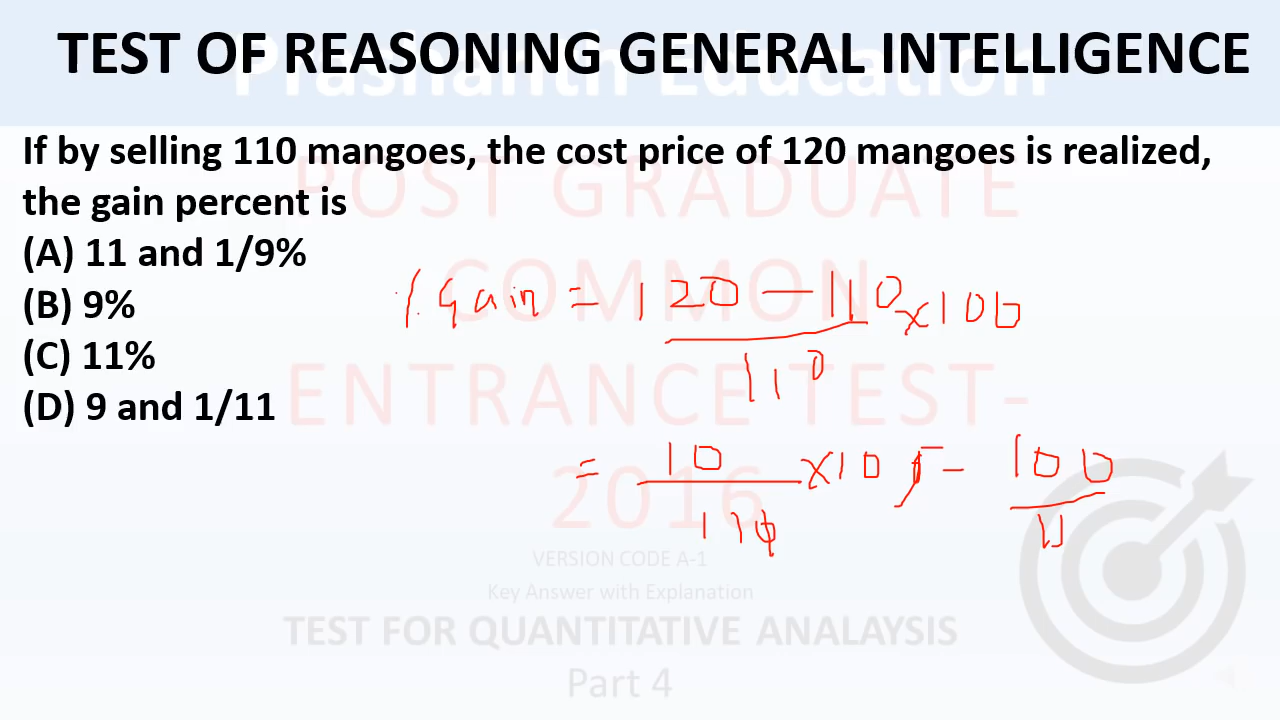 TEST OF REASONING GENERAL INTELLIGENCE
Prashanth Education
If by selling 110 mangoes, the cost price of 120 mangoes is realized,
the gain percent is
(A) 11 and 1/9%
(B) 9%
(C) 11%
(D) 9 and 1/11
POST GRADUATE
COMMON
ENTRANCE TEST-
2016
VERSION CODE A-1
Key Answer with Explanation
TEST FOR QUANTITATIVE ANALAYSIS
Part 4
% Gain = 120 - 110 x 100
110
= 10 x 10 - 100
110 11